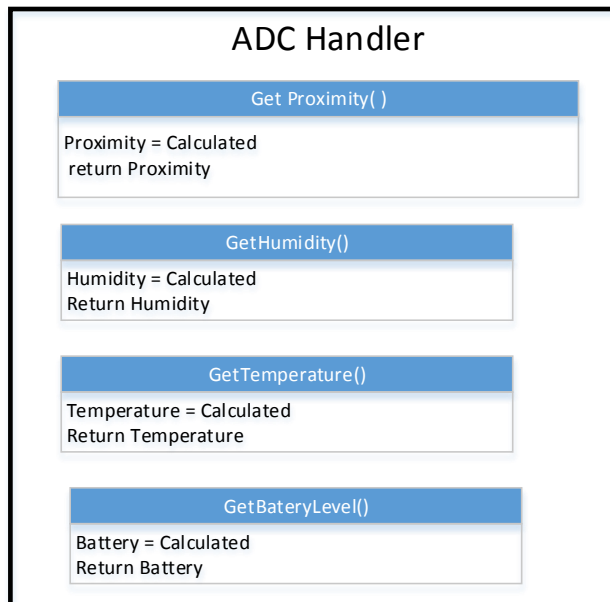 ADC Handler
Get Proximity( )
Proximity = Calculated
return Proximity
GetHumidity()
Humidity = Calculated
Return Humidity
GetTemperature()
Temperature = Calculated
Return Temperature
GetBateryLevel()
Battery = Calculated
Return Battery